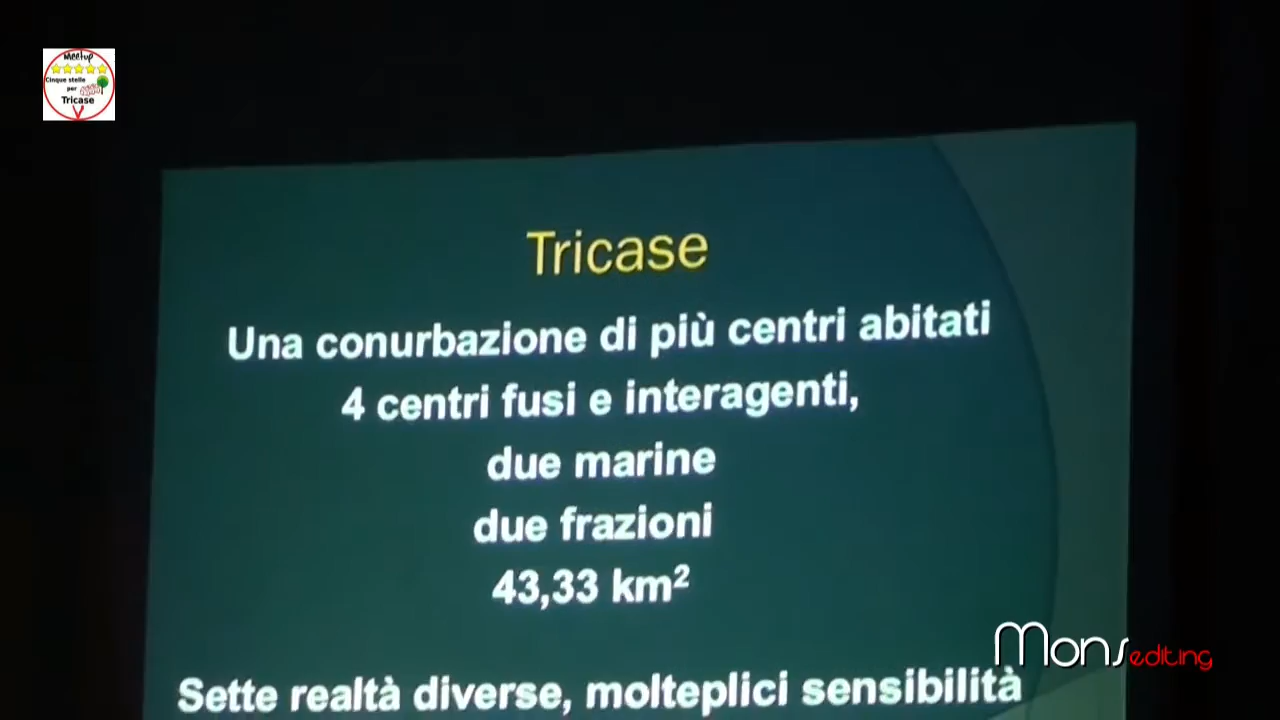 Meetup
Cinque stelle
per
Tricase
Tricase
Una conurbazione di più centri abitati
4 centri fusi e interagenti,
due marine
due frazioni
43,33 km²
Sette realtà diverse, molteplici sensibilità
Mons editing